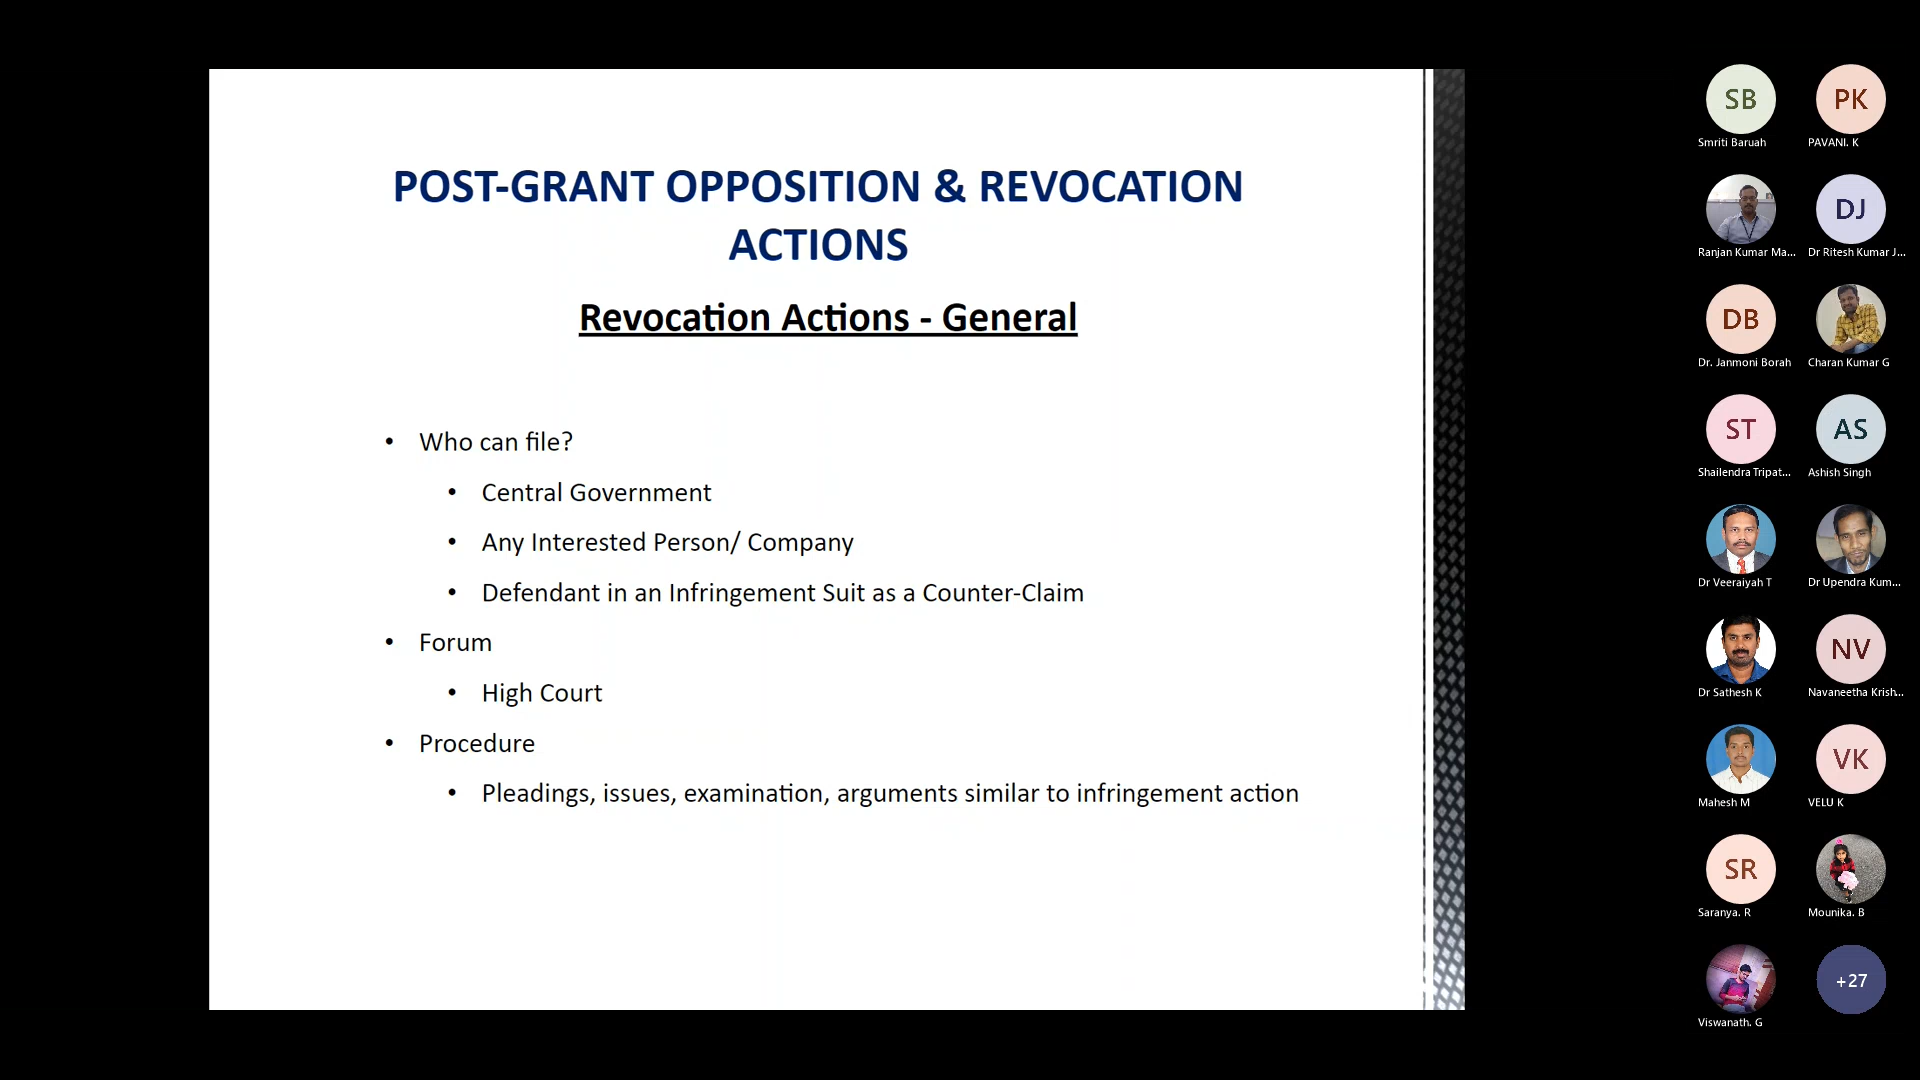 POST-GRANT OPPOSITION & REVOCATION
ACTIONS
Revocation Actions - General
• Who can file?
• Central Government
• Any Interested Person/ Company
• Defendant in an Infringement Suit as a Counter-Claim
• Forum
• High Court
• Procedure
• Pleadings, issues, examination, arguments similar to infringement action
SB
PK
Smriti Baruah
PAVANI. K
DJ
Ranjan Kumar Ma...
Dr Ritesh Kumar J...
DB
Dr. Janmoni Borah
Charan Kumar G
ST
AS
Shailendra Tripat...
Ashish Singh
Dr Veeraiyah T
Dr Upendra Kum...
NV
Dr Sathesh K
Navaneetha Krish...
VK
Mahesh M
VELU K
SR
Saranya. R
Mounika. B
+27
Viswanath. G